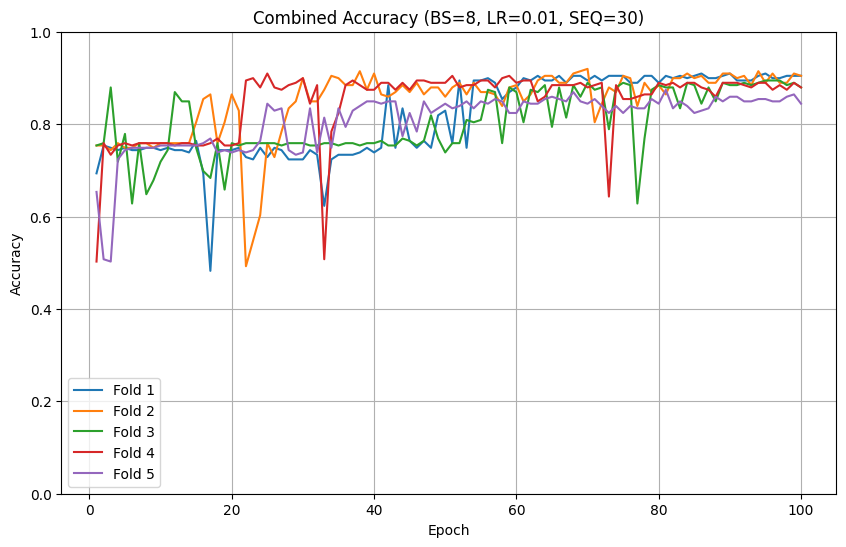 Combined Accuracy (BS=8, LR=0.01, SEQ=30)
1.0
0.8
0.6
0.4
0.2
0.0
Accuracy
Fold 1
Fold 2
Fold 3
Fold 4
Fold 5
0 20 40 60 80 100
Epoch